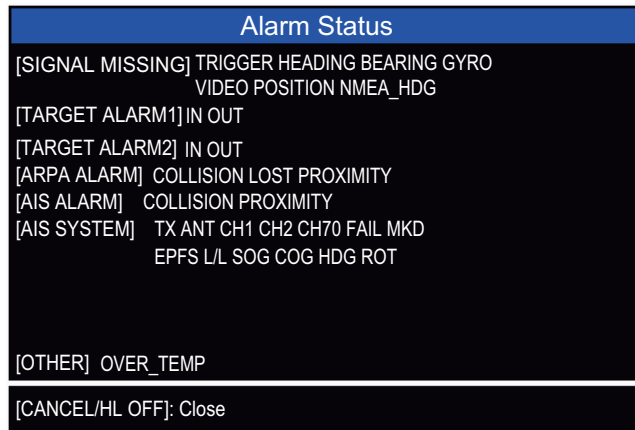 Alarm Status
[SIGNAL MISSING] TRIGGER HEADING BEARING GYRO
VIDEO POSITION NMEA_HDG
[TARGET ALARM1] IN OUT
[TARGET ALARM2] IN OUT
[ARPA ALARM] COLLISION LOST PROXIMITY
[AIS ALARM] COLLISION PROXIMITY
[AIS SYSTEM] TX ANT CH1 CH2 CH70 FAIL MKD
EPFS L/L SOG COG HDG ROT
[OTHER] OVER_TEMP
[CANCEL/HL OFF]: Close